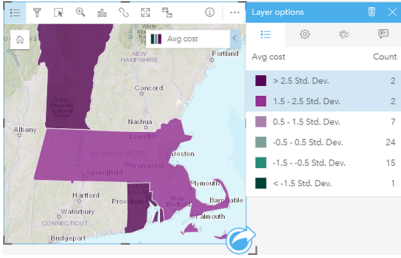 Layer options
Avg cost
Avg cost
Count
> 2.5 Std. Dev.
2
1.5 - 2.5 Std. Dev.
2
0.5 - 1.5 Std. Dev.
7
-0.5 - 0.5 Std. Dev.
24
-1.5 - -0.5 Std. Dev.
15
< -1.5 Std. Dev.
1
NEW
HAMPSHIRE
Portland
Concord
Nashua
Albany
Lowell
Boston
Springfield
Plymouth
Hartford
New
Waterbury
Falmouth
CONNECTICUT
Bridgeport